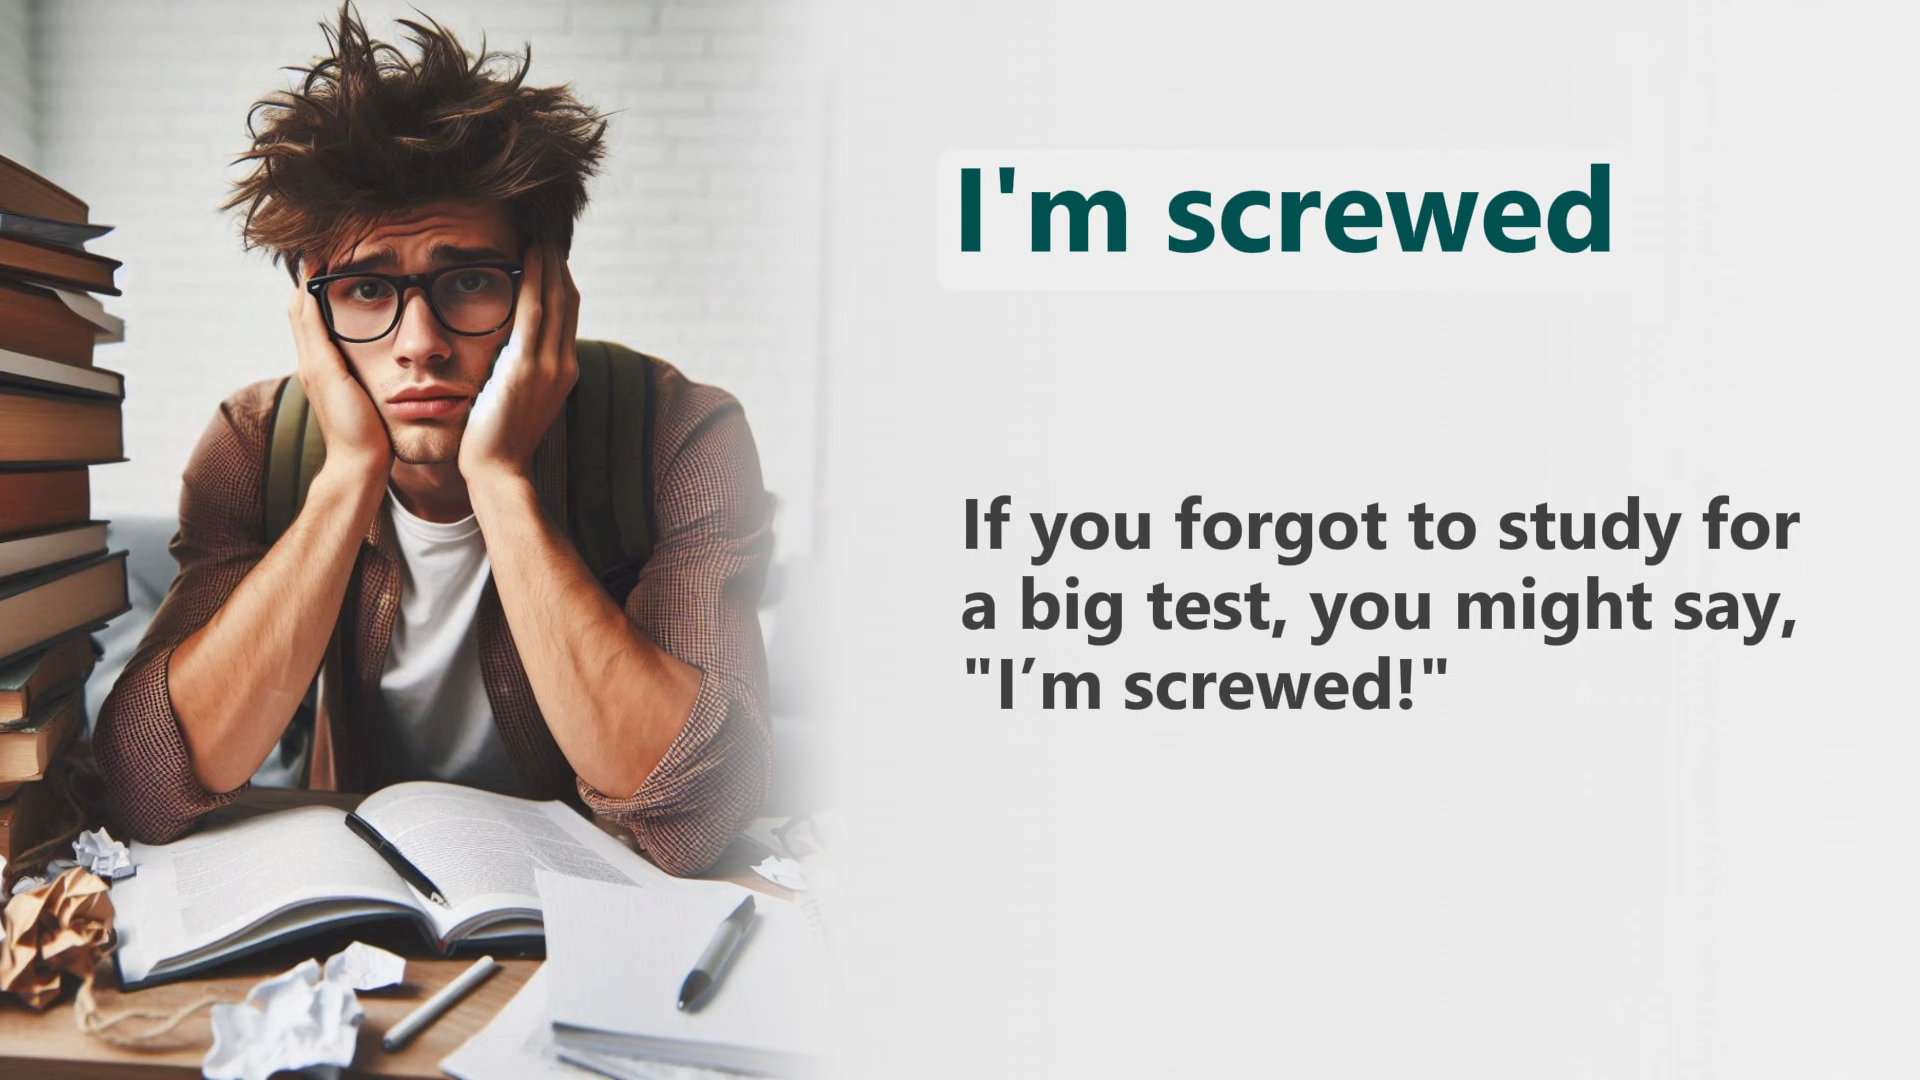 I'm screwed
If you forgot to study for
a big test, you might say,
"I’m screwed!"